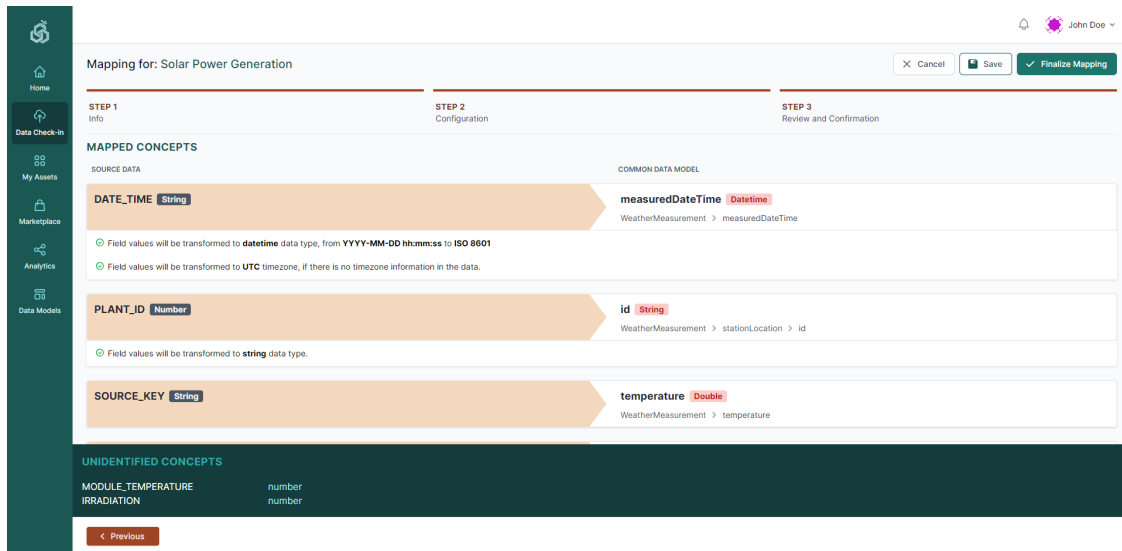 John Doe
Mapping for: Solar Power Generation
Cancel
Save
Finalize Mapping
Home
Data Check-in
My Assets
Marketplace
Analytics
Data Models
STEP 1
Info
STEP 2
Configuration
STEP 3
Review and Confirmation
MAPPED CONCEPTS
SOURCE DATA
COMMON DATA MODEL
DATE_TIME String
measuredDateTime Datetime
WeatherMeasurement > measuredDateTime
Field values will be transformed to datetime data type, from YYYY-MM-DD hh:mm:ss to ISO 8601
Field values will be transformed to UTC timezone, if there is no timezone information in the data.
PLANT_ID Number
id String
WeatherMeasurement > stationLocation > id
Field values will be transformed to string data type.
SOURCE_KEY String
temperature Double
WeatherMeasurement > temperature
UNIDENTIFIED CONCEPTS
MODULE_TEMPERATURE number
IRRADIATION number
Previous